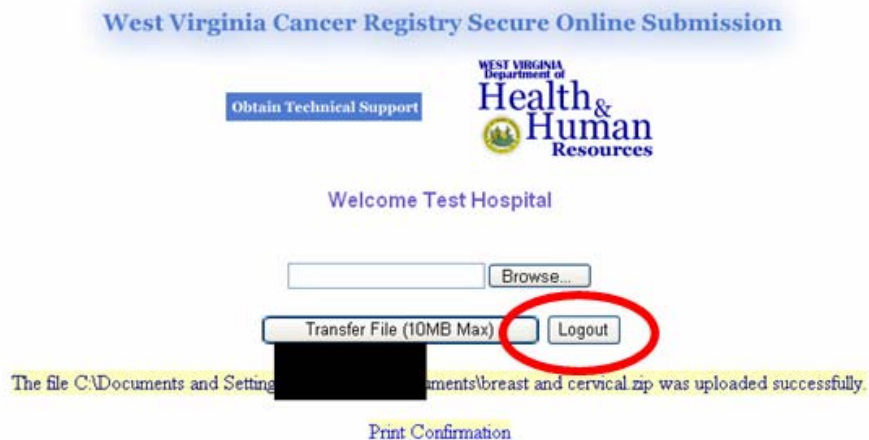 West Virginia Cancer Registry Secure Online Submission
Obtain Technical Support
WEST VIRGINIA
Department of
Health &
Human
Resources
Welcome Test Hospital
Browse...
Transfer File (10MB Max)
Logout
The file C:\Documents and Setting uments\breast and cervical.zip was uploaded successfully.
Print Confirmation